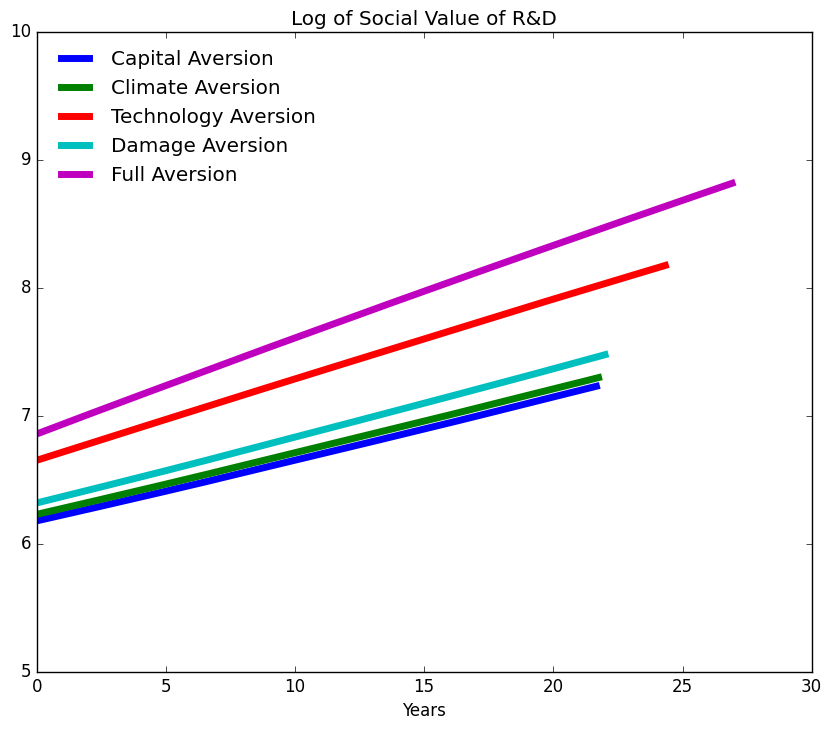 Log of Social Value of R&D
10
9
8
7
6
5
Capital Aversion
Climate Aversion
Technology Aversion
Damage Aversion
Full Aversion
0 5 10 15 20 25 30
Years